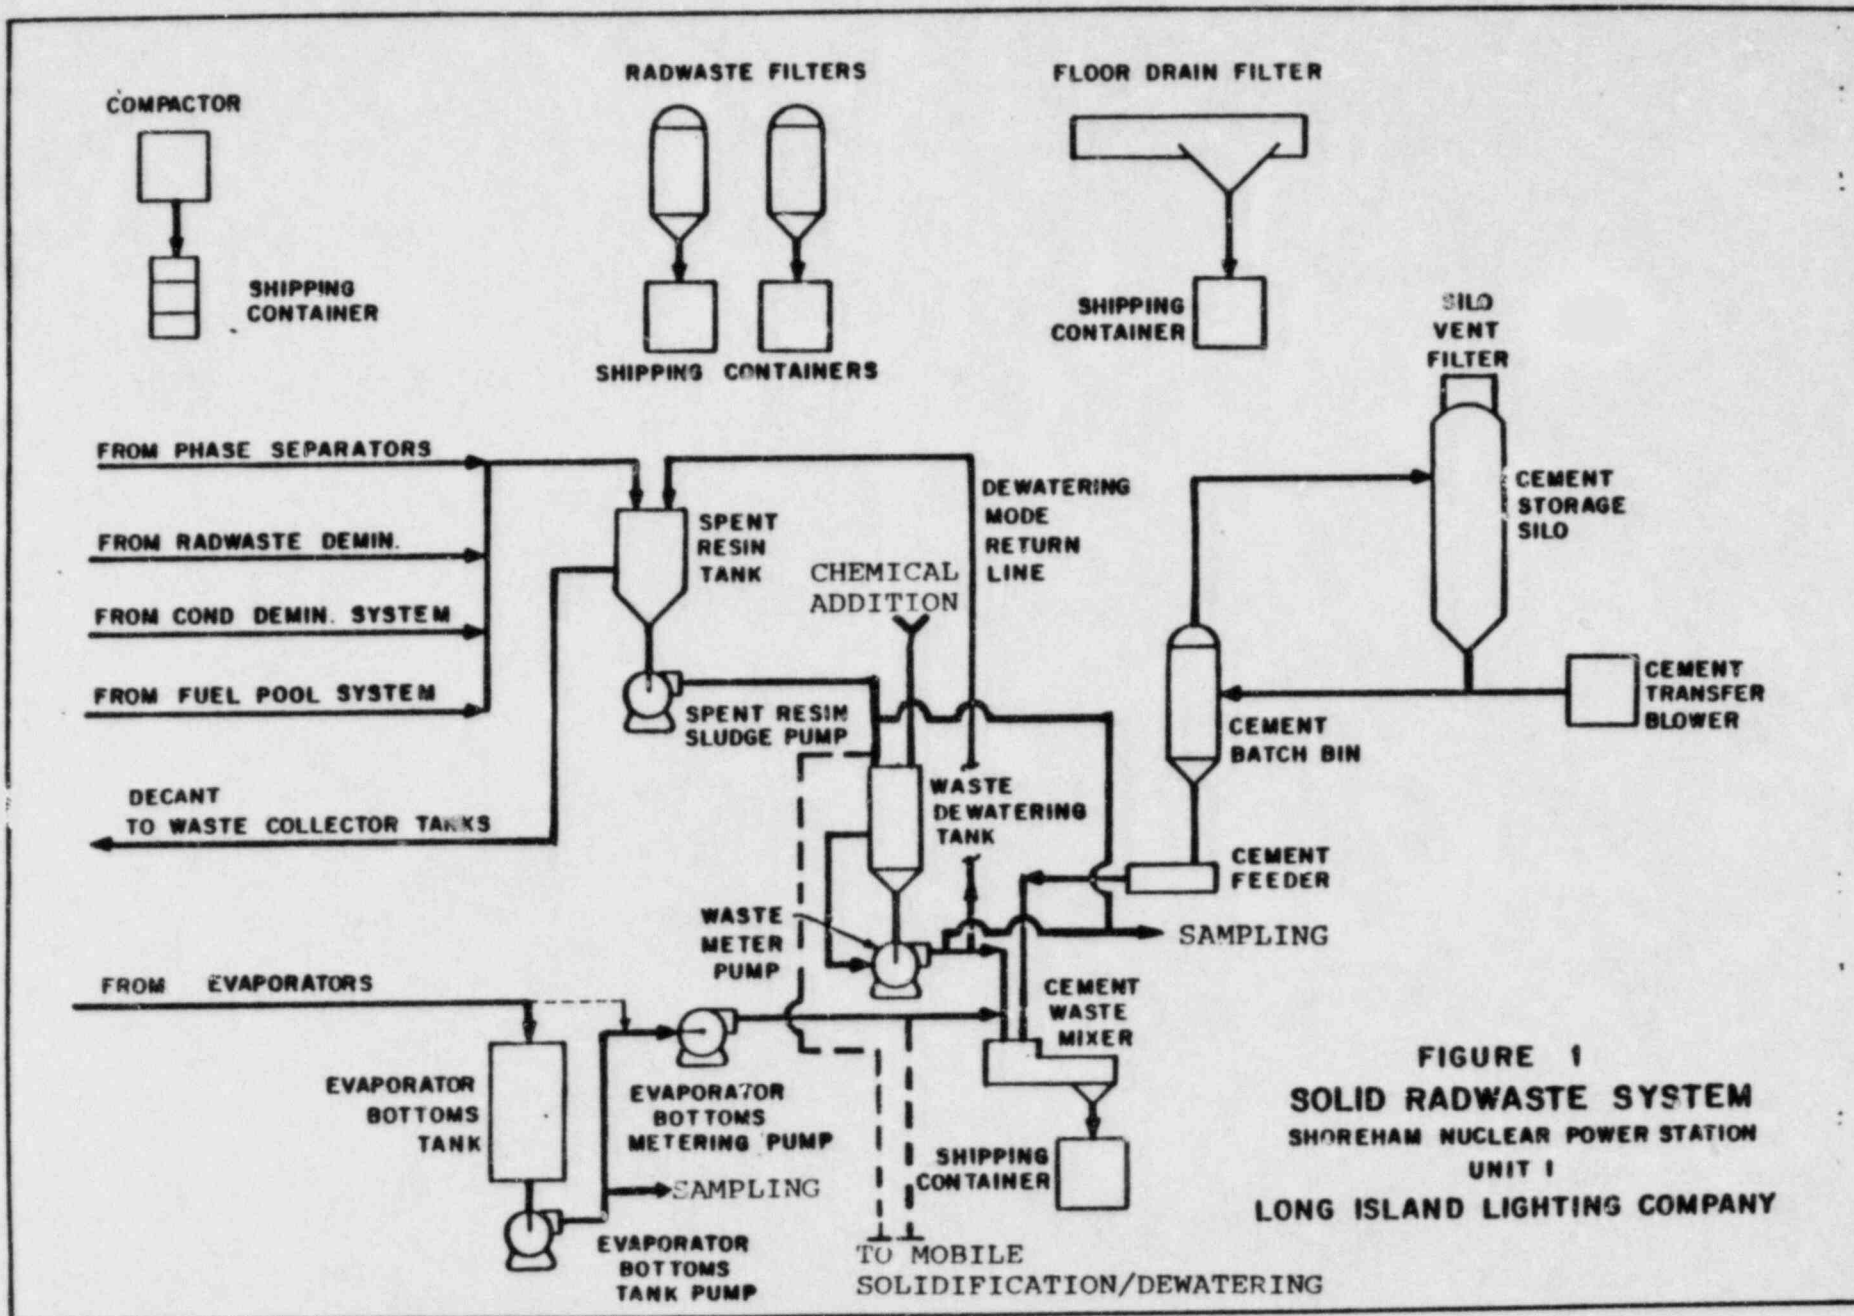 COMPACTOR
SHIPPING
CONTAINER
RADWASTE FILTERS
SHIPPING CONTAINERS
FLOOR DRAIN FILTER
SHIPPING
CONTAINER
SILO
VENT
FILTER
CEMENT
STORAGE
SILO
FROM PHASE SEPARATORS
FROM RADWASTE DEMIN.
FROM COND DEMIN. SYSTEM
FROM FUEL POOL SYSTEM
SPENT
RESIN
TANK
DEWATERING
MODE
RETURN
LINE
CHEMICAL
ADDITION
SPENT RESIN
SLUDGE PUMP
CEMENT
TRANSFER
BLOWER
CEMENT
BATCH BIN
DECANT
TO WASTE COLLECTOR TANKS
WASTE
DEWATERING
TANK
CEMENT
FEEDER
WASTE
METER
PUMP
SAMPLING
FROM EVAPORATORS
CEMENT
WASTE
MIXER
EVAPORATOR
BOTTOMS
TANK
EVAPORATOR
BOTTOMS
METERING PUMP
SAMPLING
SHIPPING
CONTAINER
EVAPORATOR
BOTTOMS
TANK PUMP
TO MOBILE
SOLIDIFICATION/DEWATERING
FIGURE 1
SOLID RADWASTE SYSTEM
SHOREHAM NUCLEAR POWER STATION
UNIT I
LONG ISLAND LIGHTING COMPANY